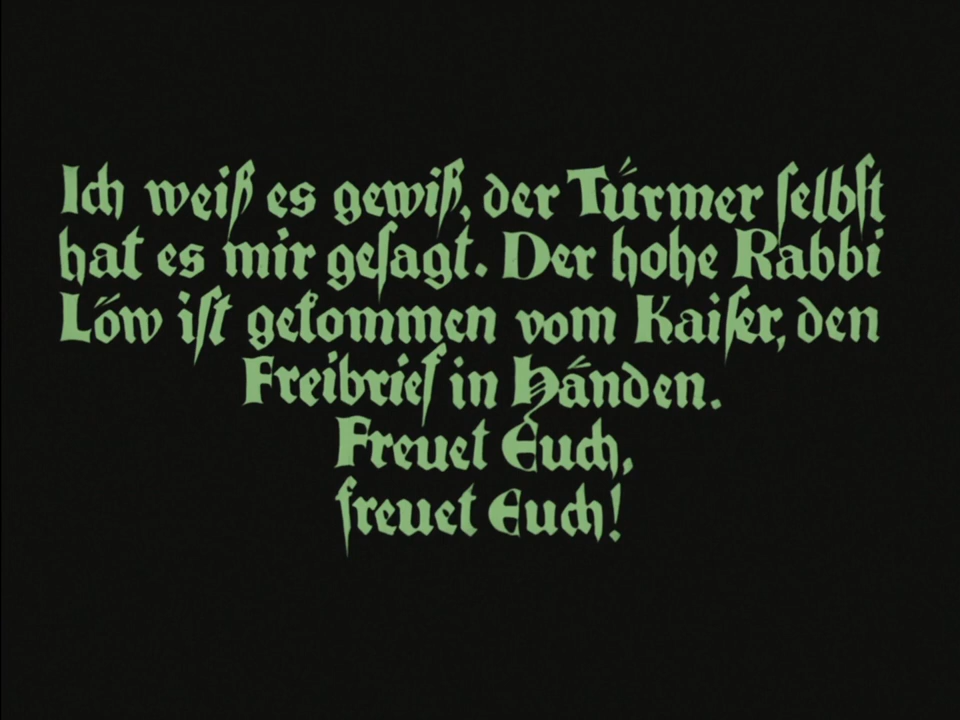 Ich weiß es gewiß, der Türmer selbst
hat es mir gesagt. Der hohe Rabbi
Löw ist gekommen vom Kaiser, den
Freibrief in Händen.
Freuet Euch,
freuet Euch!